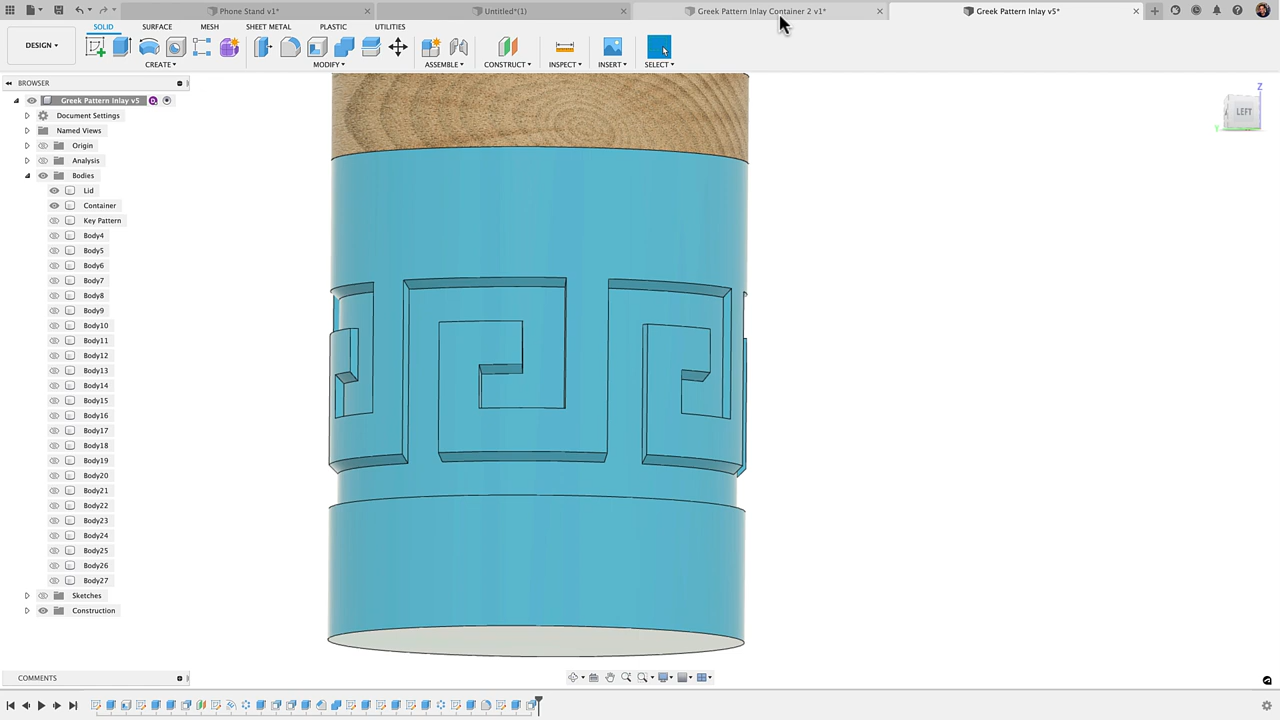 Phone Stand v1*
Untitled*(1)
Greek Pattern Inlay Container 2 v1*
Greek Pattern Inlay v5*
DESIGN
SOLID
SURFACE
MESH
SHEET METAL
PLASTIC
UTILITIES
CREATE
MODIFY
ASSEMBLE
CONSTRUCT
INSPECT
INSERT
SELECT
BROWSER
Greek Pattern Inlay v5
Document Settings
Named Views
Origin
Analysis
Bodies
Lid
Container
Key Pattern
Body4
Body5
Body6
Body7
Body8
Body9
Body10
Body11
Body12
Body13
Body14
Body15
Body16
Body17
Body18
Body19
Body20
Body21
Body22
Body23
Body24
Body25
Body26
Body27
Sketches
Construction
Z
LEFT
Y
COMMENTS